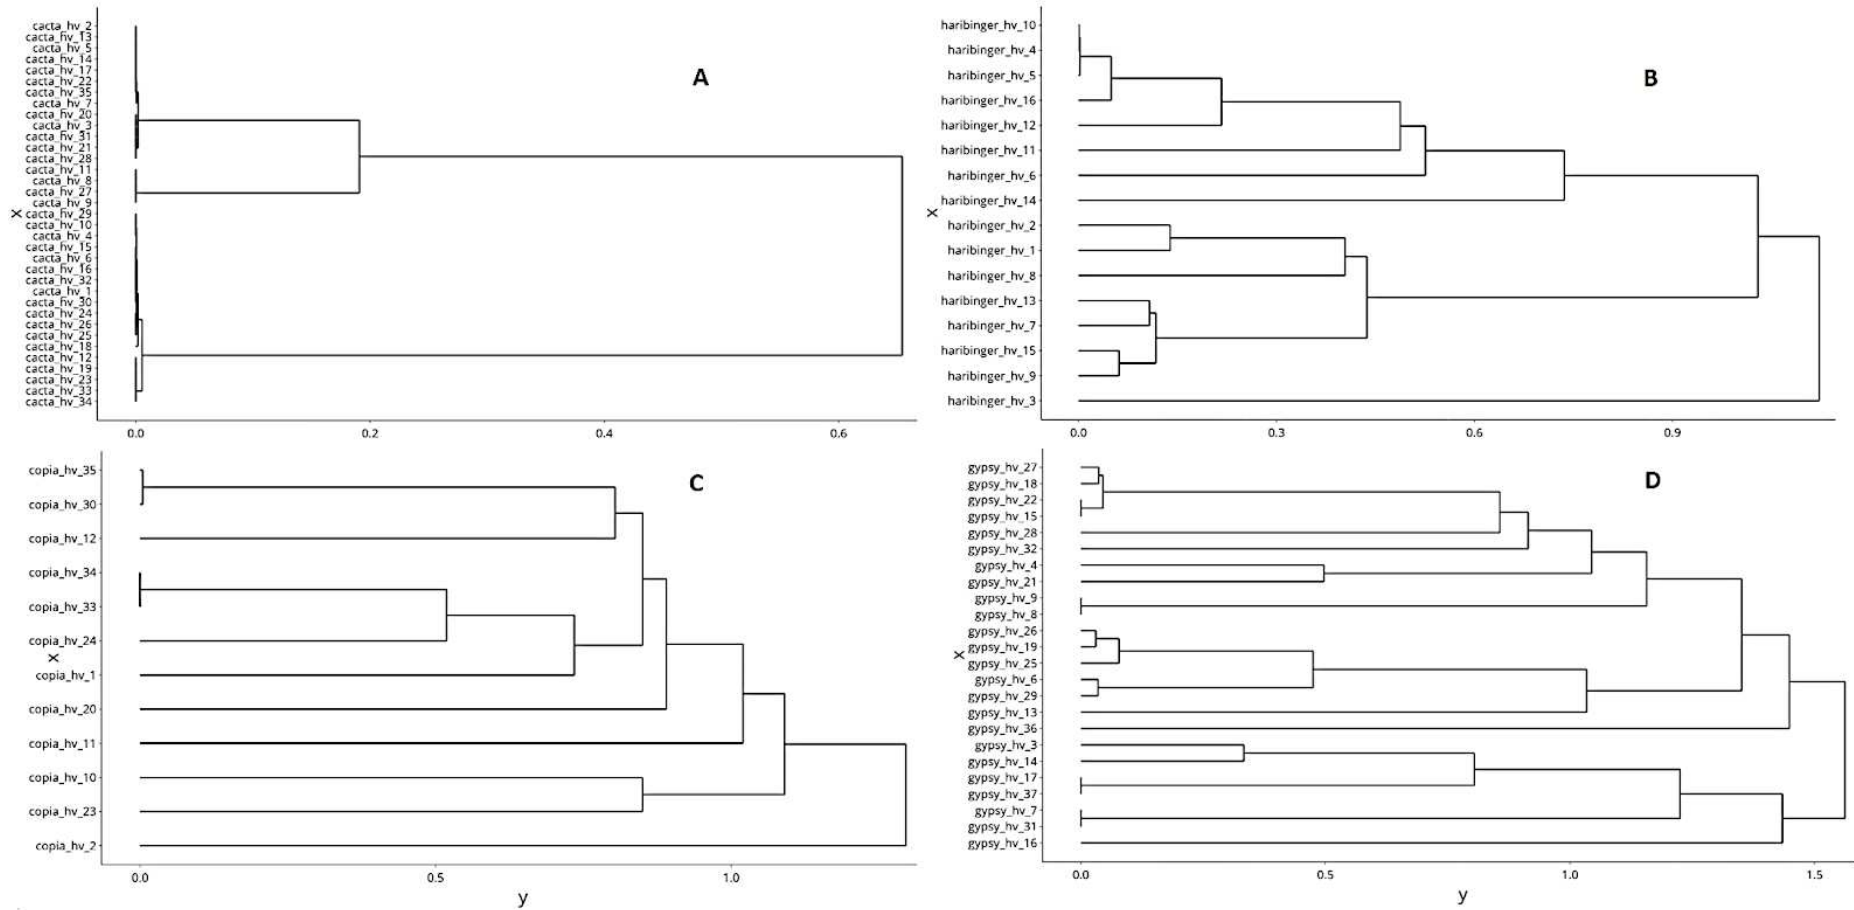 A
cacta_hv_2
cacta_hv_13
cacta_hv_5
cacta_hv_14
cacta_hv_17
cacta_hv_22
cacta_hv_35
cacta_hv_7
cacta_hv_20
cacta_hv_3
cacta_hv_31
cacta_hv_21
cacta_hv_28
cacta_hv_11
cacta_hv_8
cacta_hv_27
cacta_hv_9
cacta_hv_29
cacta_hv_10
cacta_hv_4
cacta_hv_15
cacta_hv_6
cacta_hv_16
cacta_hv_32
cacta_hv_1
cacta_hv_30
cacta_hv_24
cacta_hv_26
cacta_hv_25
cacta_hv_18
cacta_hv_12
cacta_hv_19
cacta_hv_23
cacta_hv_33
cacta_hv_34
x
0.0 0.2 0.4 0.6
B
haribinger_hv_10
haribinger_hv_4
haribinger_hv_5
haribinger_hv_16
haribinger_hv_12
haribinger_hv_11
haribinger_hv_6
haribinger_hv_14
haribinger_hv_2
haribinger_hv_1
haribinger_hv_8
haribinger_hv_13
haribinger_hv_7
haribinger_hv_15
haribinger_hv_9
haribinger_hv_3
x
0.0 0.3 0.6 0.9
C
copia_hv_35
copia_hv_30
copia_hv_12
copia_hv_34
copia_hv_33
copia_hv_24
copia_hv_1
copia_hv_20
copia_hv_11
copia_hv_10
copia_hv_23
copia_hv_2
x
0.0 0.5 1.0
y
D
gypsy_hv_27
gypsy_hv_18
gypsy_hv_22
gypsy_hv_15
gypsy_hv_28
gypsy_hv_32
gypsy_hv_4
gypsy_hv_21
gypsy_hv_9
gypsy_hv_8
gypsy_hv_26
gypsy_hv_19
gypsy_hv_25
gypsy_hv_6
gypsy_hv_29
gypsy_hv_13
gypsy_hv_36
gypsy_hv_3
gypsy_hv_14
gypsy_hv_17
gypsy_hv_37
gypsy_hv_7
gypsy_hv_31
gypsy_hv_16
x
0.0 0.5 1.0 1.5
y